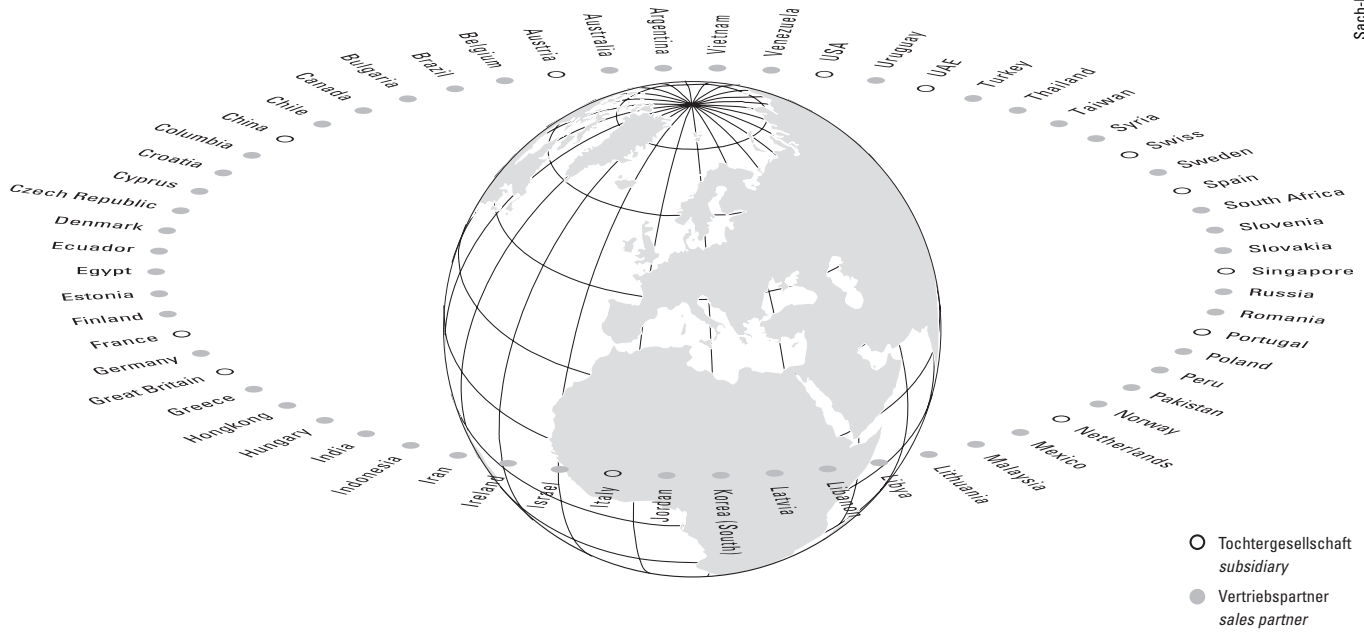 Argentina
Australia
Austria
Belgium
Brazil
Bulgaria
Canada
Chile
China
Columbia
Croatia
Cyprus
Czech Republic
Denmark
Ecuador
Egypt
Estonia
Finland
France
Germany
Great Britain
Greece
Hongkong
Hungary
India
Indonesia
Iran
Ireland
Israel
Italy
Jordan
Korea (South)
Latvia
Libanon
Libya
Lithuania
Malaysia
Mexico
Netherlands
Norway
Pakistan
Peru
Poland
Portugal
Romania
Russia
Singapore
Slovakia
Slovenia
South Africa
Spain
Sweden
Swiss
Syria
Taiwan
Thailand
Turkey
UAE
Uruguay
USA
Venezuela
Vietnam
Tochtergesellschaft
subsidiary
Vertriebspartner
sales partner